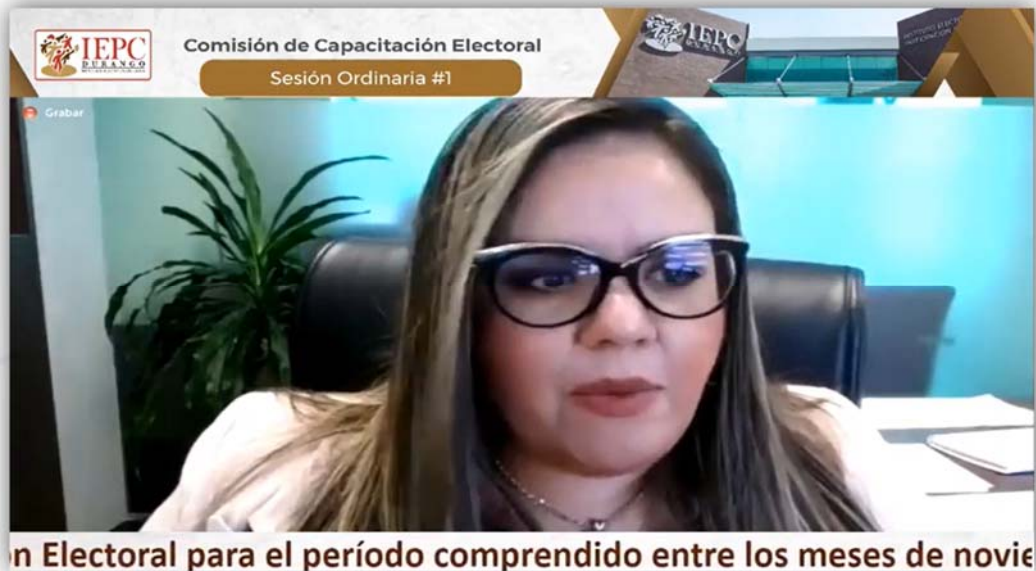 IEPC
DURANGO
Comisión de Capacitación Electoral
Sesión Ordinaria #1
IEPC
Grabar
ón Electoral para el período comprendido entre los meses de novie